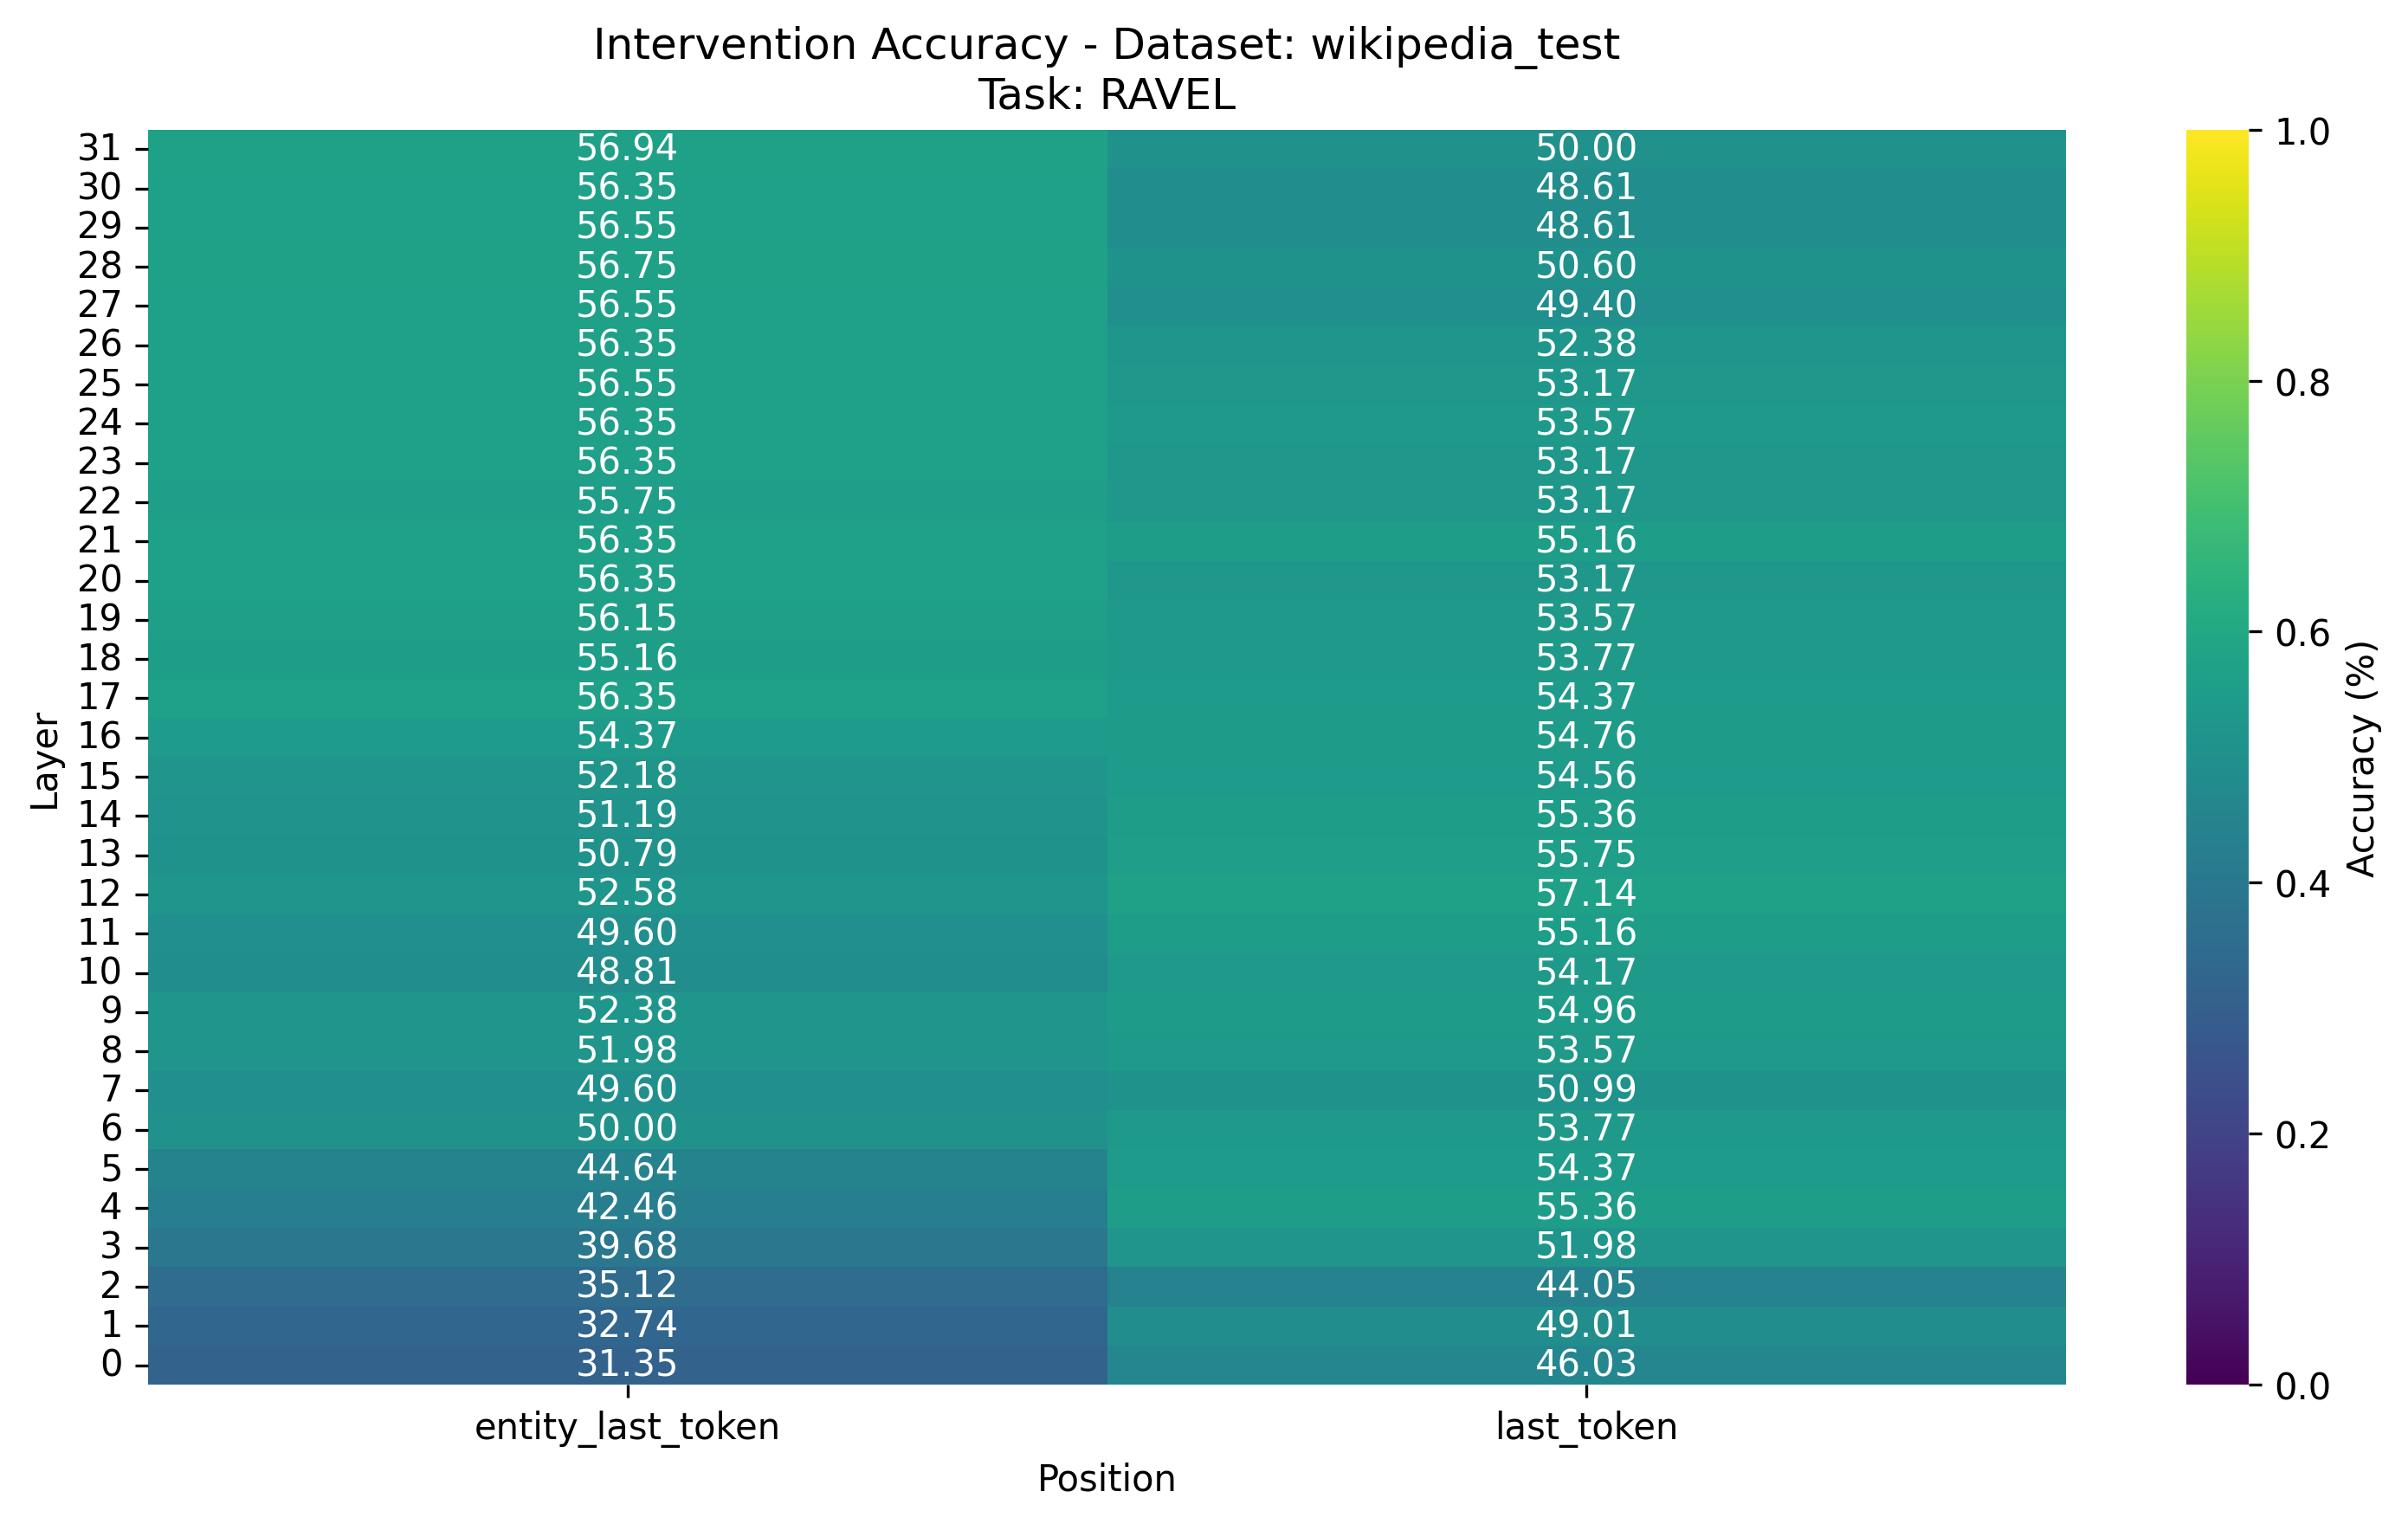 Intervention Accuracy - Dataset: wikipedia_test
Task: RAVEL
31 56.94 50.00
30 56.35 48.61
29 56.55 48.61
28 56.75 50.60
27 56.55 49.40
26 56.35 52.38
25 56.55 53.17
24 56.35 53.57
23 56.35 53.17
22 55.75 53.17
21 56.35 55.16
20 56.35 53.17
19 56.15 53.57
18 55.16 53.77
17 56.35 54.37
16 54.37 54.76
15 52.18 54.56
14 51.19 55.36
13 50.79 55.75
12 52.58 57.14
11 49.60 55.16
10 48.81 54.17
9 52.38 54.96
8 51.98 53.57
7 49.60 50.99
6 50.00 53.77
5 44.64 54.37
4 42.46 55.36
3 39.68 51.98
2 35.12 44.05
1 32.74 49.01
0 31.35 46.03
Layer
entity_last_token last_token
Position
1.0
0.8
0.6
0.4
0.2
0.0
Accuracy (%)